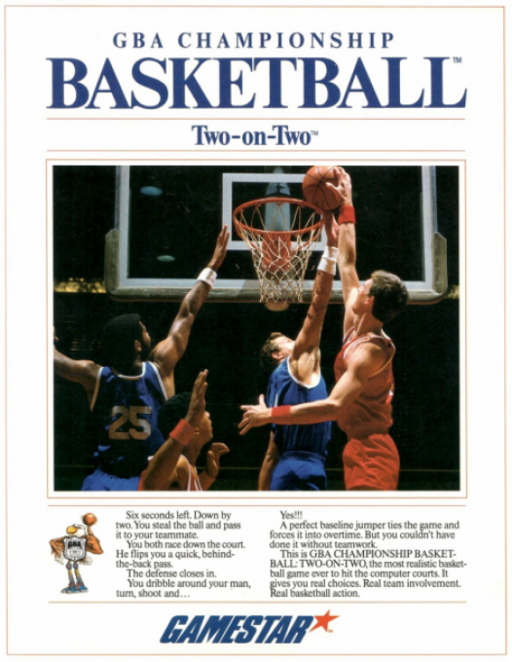 GBA CHAMPIONSHIP
BASKETBALL™
Two-on-Two™
25
Six seconds left. Down by
two. You steal the ball and pass
it to your teammate.
You both race down the court.
He flips you a quick, behind-
the-back pass.
The defense closes in.
You dribble around your man,
turn, shoot and...
Yes!!!
A perfect baseline jumper ties the game and
forces it into overtime. But you couldn't have
done it without teamwork.
This is GBA CHAMPIONSHIP BASKET-
BALL: TWO-ON-TWO, the most realistic basket-
ball game ever to hit the computer courts. It
gives you real choices. Real team involvement.
Real basketball action.
GBA
GAMESTAR